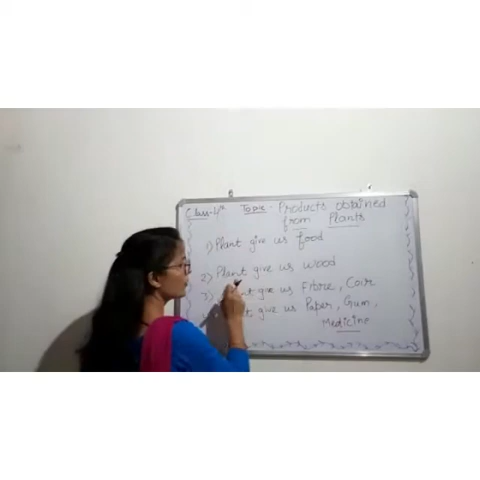 Class-4th Topic - Products obtained
from Plants
1) Plant give us food
2) Plant give us wood
3) give us Fibre, Coir
give us Paper, Gum,
Medicine